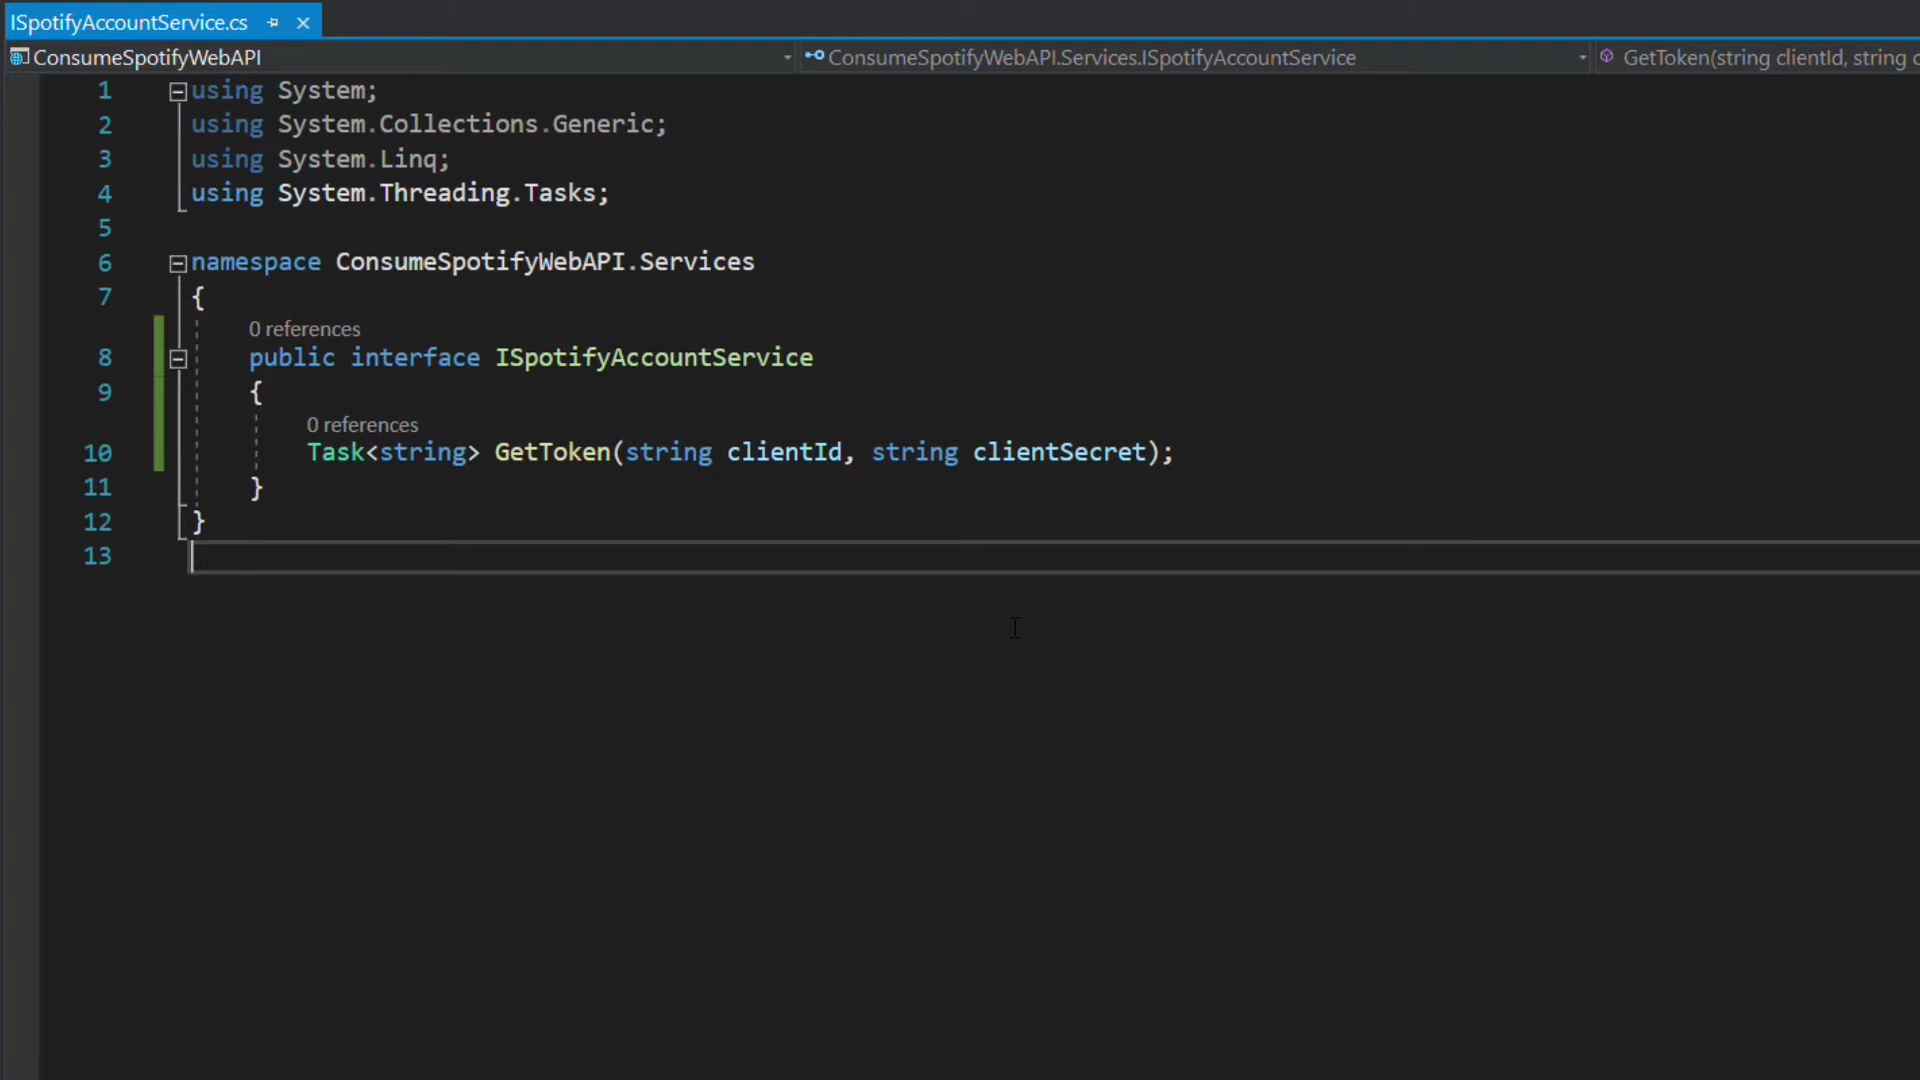 ISpotifyAccountService.cs
ConsumeSpotifyWebAPI ConsumeSpotifyWebAPI.Services.ISpotifyAccountService GetToken(string clientId, string c
1 using System;
2 using System.Collections.Generic;
3 using System.Linq;
4 using System.Threading.Tasks;
5
6 namespace ConsumeSpotifyWebAPI.Services
7 {
0 references
8 public interface ISpotifyAccountService
9 {
0 references
10 Task<string> GetToken(string clientId, string clientSecret);
11 }
12 }
13